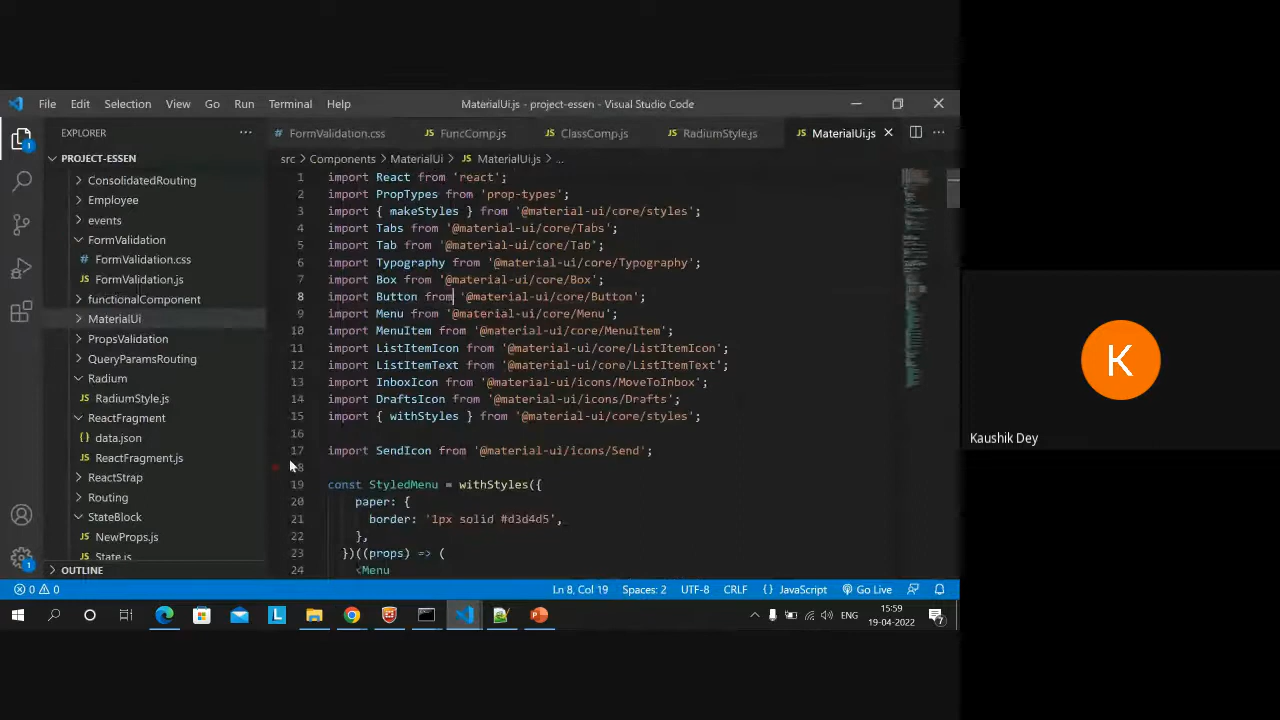 File Edit Selection View Go Run Terminal Help MaterialUi.js - project-essen - Visual Studio Code
EXPLORER ...
FormValidation.css FuncComp.js ClassComp.js RadiumStyle.js MaterialUi.js
PROJECT-ESSEN
src > Components > MaterialUi > MaterialUi.js > ...
ConsolidatedRouting
Employee
events
FormValidation
FormValidation.css
FormValidation.js
functionalComponent
MaterialUi
PropsValidation
QueryParamsRouting
Radium
RadiumStyle.js
ReactFragment
data.json
ReactFragment.js
ReactStrap
Routing
StateBlock
NewProps.js
State.js
OUTLINE
1 import React from 'react';
2 import PropTypes from 'prop-types';
3 import { makeStyles } from '@material-ui/core/styles';
4 import Tabs from '@material-ui/core/Tabs';
5 import Tab from '@material-ui/core/Tab';
6 import Typography from '@material-ui/core/Typography';
7 import Box from '@material-ui/core/Box';
8 import Button from '@material-ui/core/Button';
9 import Menu from '@material-ui/core/Menu';
10 import MenuItem from '@material-ui/core/MenuItem';
11 import ListItemIcon from '@material-ui/core/ListItemIcon';
12 import ListItemText from '@material-ui/core/ListItemText';
13 import InboxIcon from '@material-ui/icons/MoveToInbox';
14 import DraftsIcon from '@material-ui/icons/Drafts';
15 import { withStyles } from '@material-ui/core/styles';
16
17 import SendIcon from '@material-ui/icons/Send';
18
19 const StyledMenu = withStyles({
20 paper: {
21 border: '1px solid #d3d4d5',
22 },
23 })((props) => (
24 <Menu
0 0 Ln 8, Col 19 Spaces: 2 UTF-8 CRLF { } JavaScript Go Live
ENG 15:59
19-04-2022
7
K
Kaushik Dey